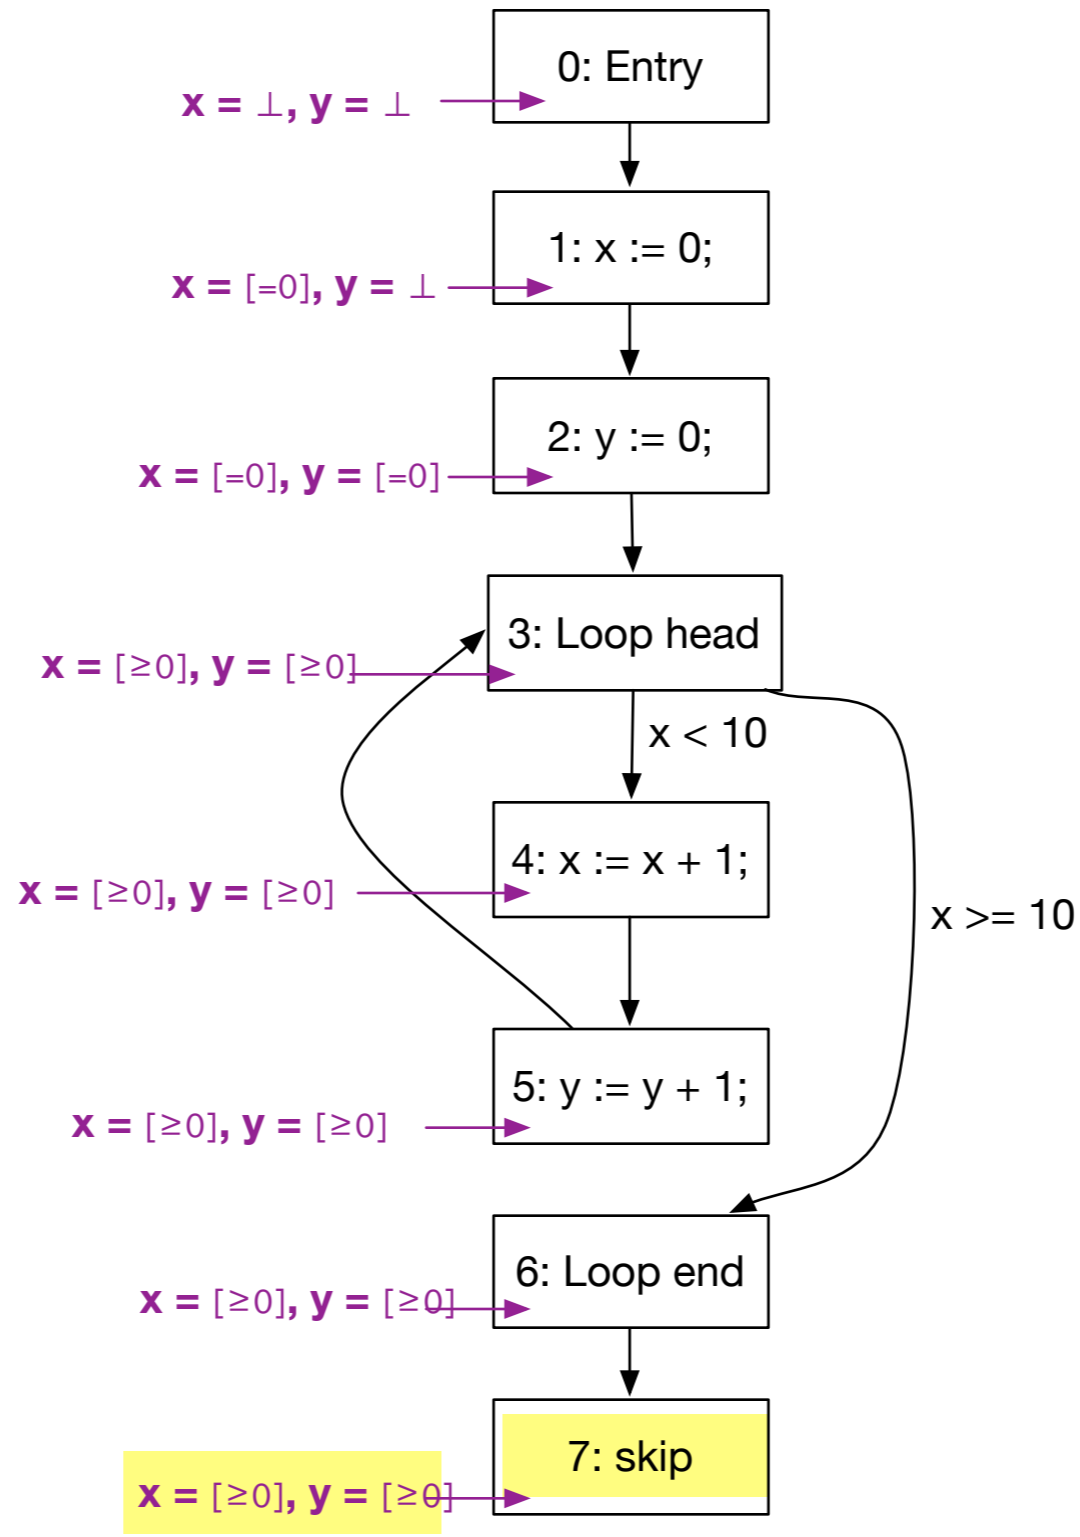 0: Entry
x = ⊥, y = ⊥
1: x := 0;
x = [=0], y = ⊥
2: y := 0;
x = [=0], y = [=0]
3: Loop head
x = [≥0], y = [≥0]
x < 10
4: x := x + 1;
x = [≥0], y = [≥0]
x >= 10
5: y := y + 1;
x = [≥0], y = [≥0]
6: Loop end
x = [≥0], y = [≥0]
7: skip
x = [≥0], y = [≥0]